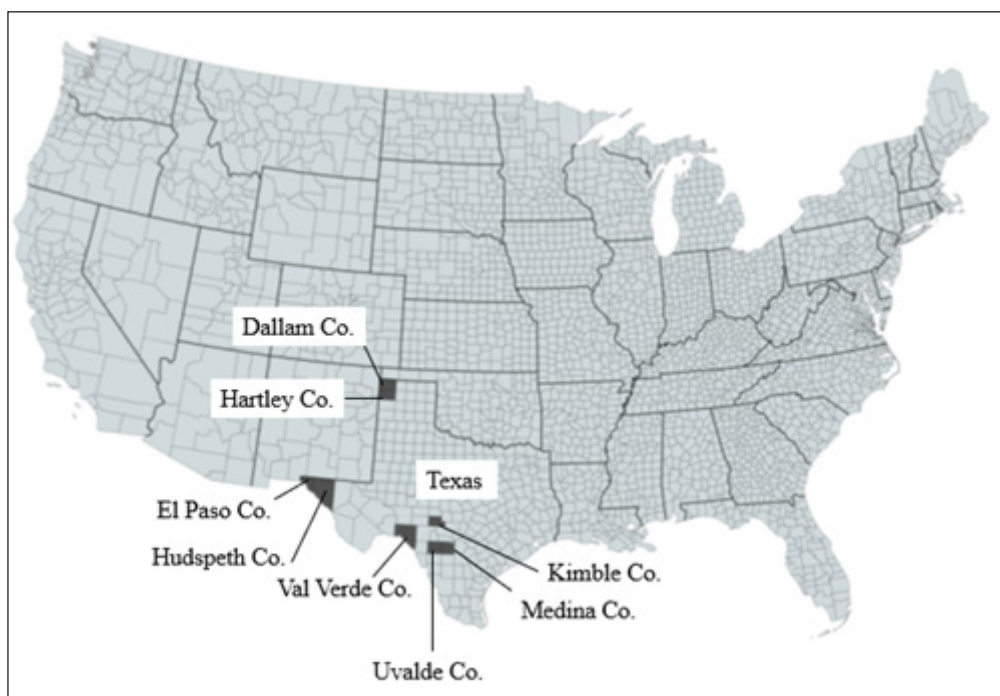 Dallam Co.
Hartley Co.
Texas
El Paso Co.
Hudspeth Co.
Val Verde Co.
Kimble Co.
Medina Co.
Uvalde Co.